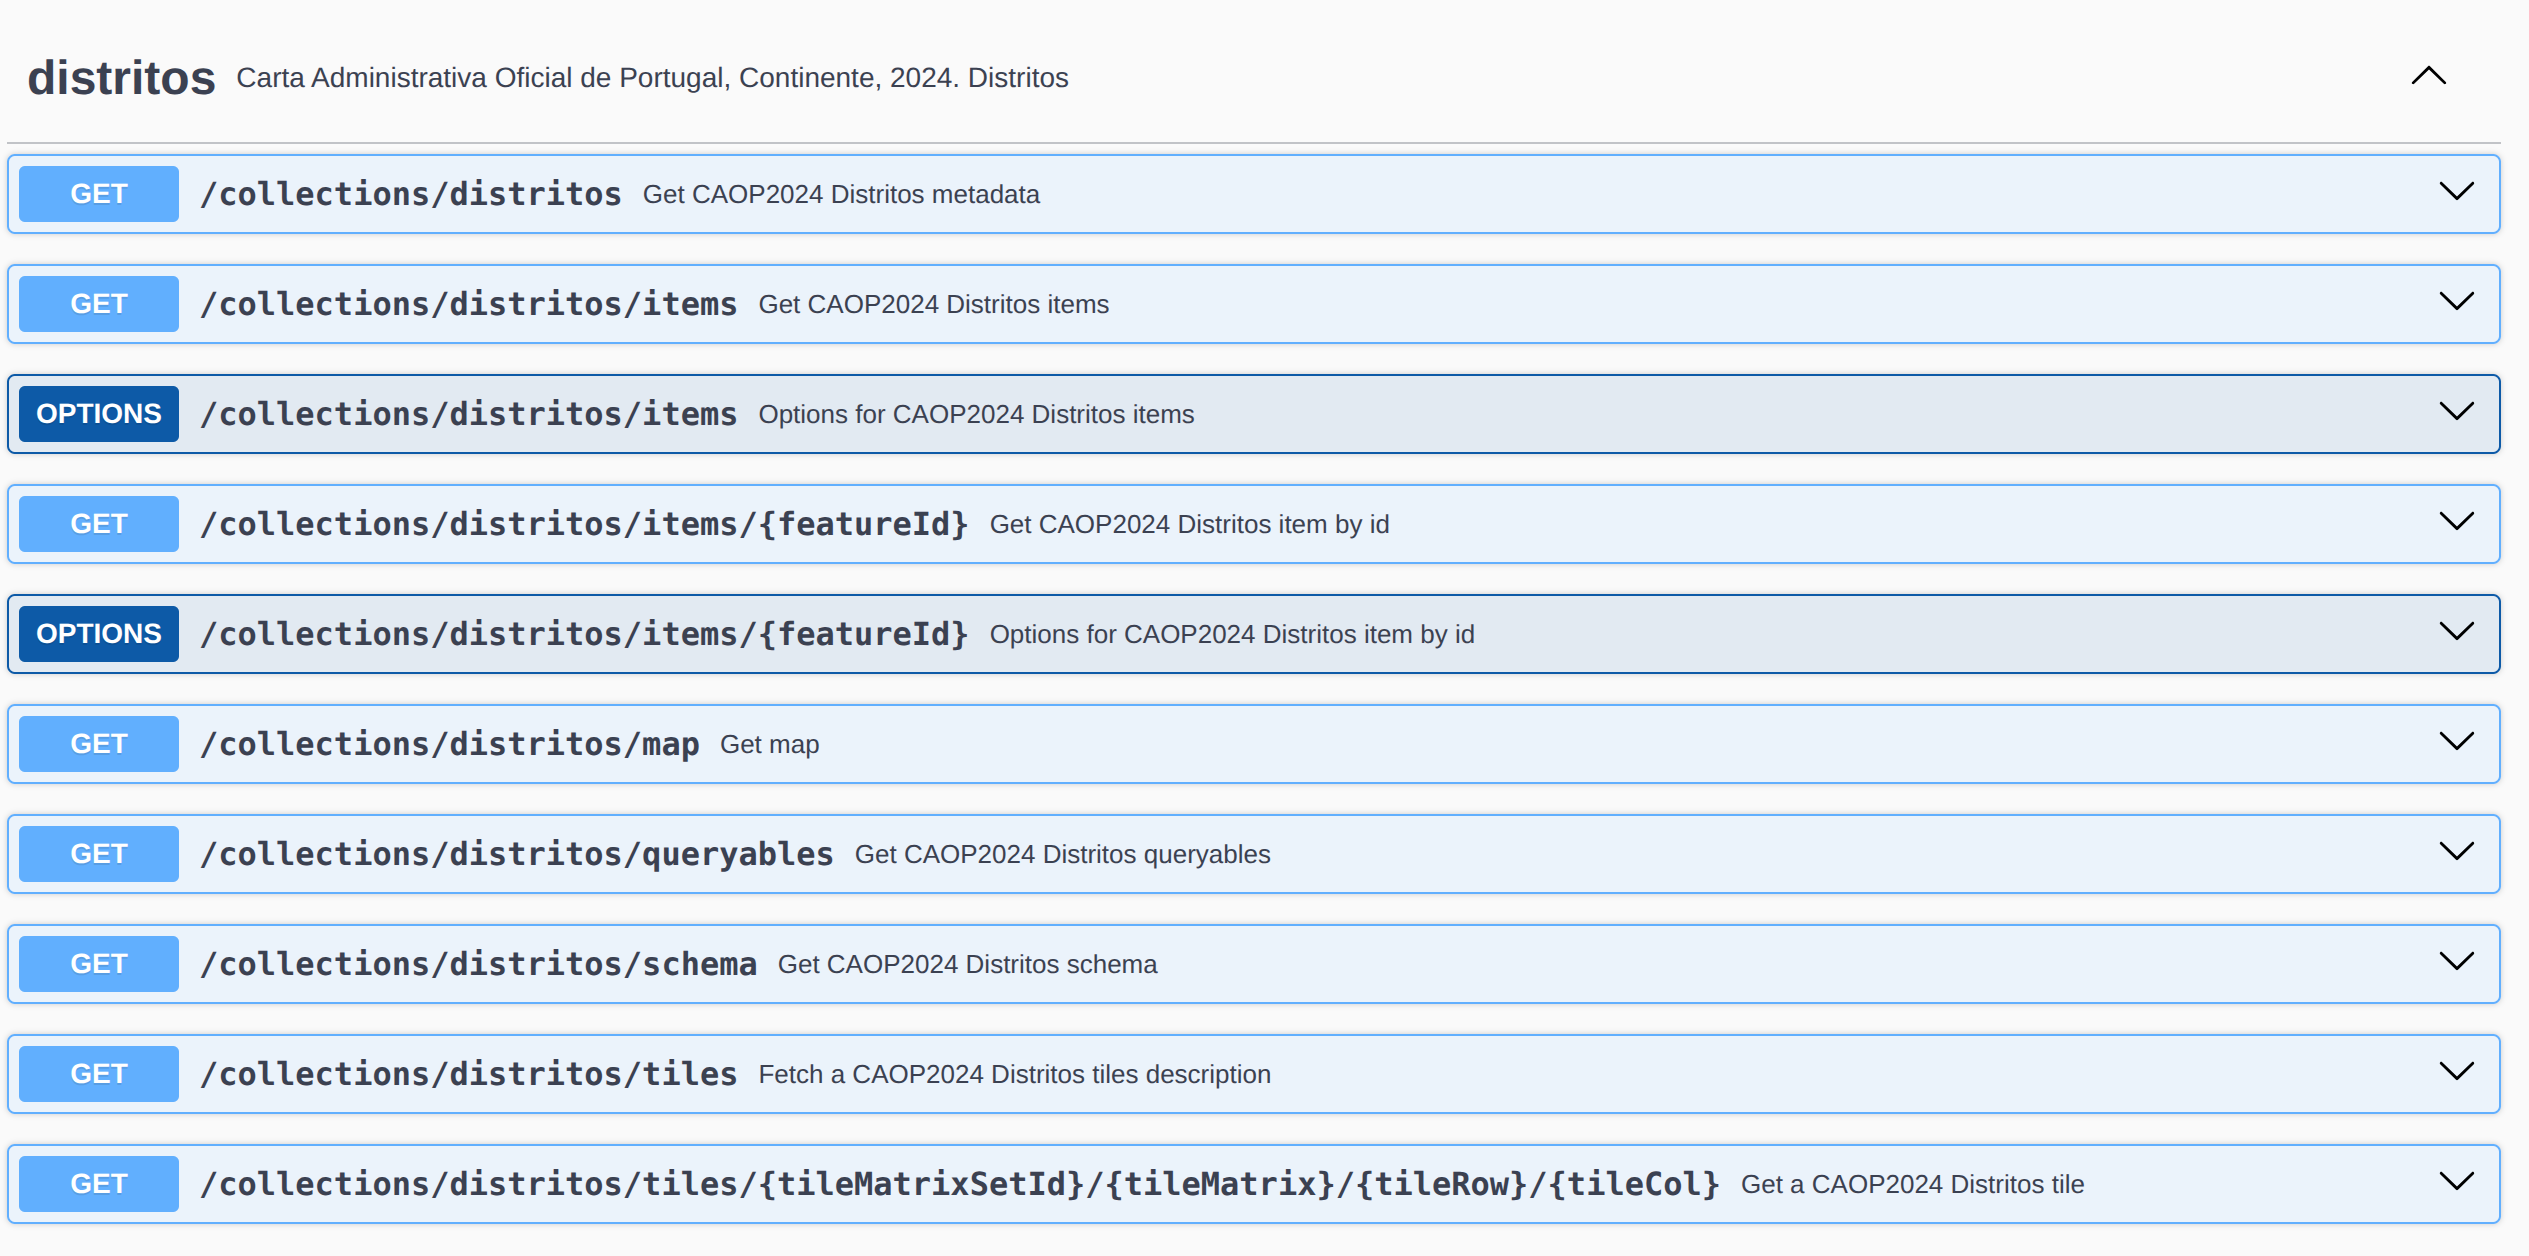 distritos Carta Administrativa Oficial de Portugal, Continente, 2024. Distritos
GET /collections/distritos Get CAOP2024 Distritos metadata
GET /collections/distritos/items Get CAOP2024 Distritos items
OPTIONS /collections/distritos/items Options for CAOP2024 Distritos items
GET /collections/distritos/items/{featureId} Get CAOP2024 Distritos item by id
OPTIONS /collections/distritos/items/{featureId} Options for CAOP2024 Distritos item by id
GET /collections/distritos/map Get map
GET /collections/distritos/queryables Get CAOP2024 Distritos queryables
GET /collections/distritos/schema Get CAOP2024 Distritos schema
GET /collections/distritos/tiles Fetch a CAOP2024 Distritos tiles description
GET /collections/distritos/tiles/{tileMatrixSetId}/{tileMatrix}/{tileRow}/{tileCol} Get a CAOP2024 Distritos tile